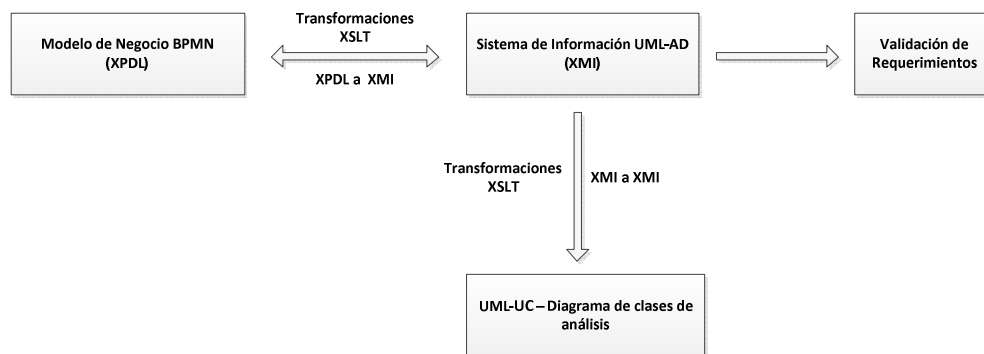 Modelo de Negocio BPMN
(XPDL)
Transformaciones
XSLT
XPDL a XMI
Sistema de Información UML-AD
(XMI)
Validación de
Requerimientos
Transformaciones
XSLT
XMI a XMI
UML-UC – Diagrama de clases de
análisis